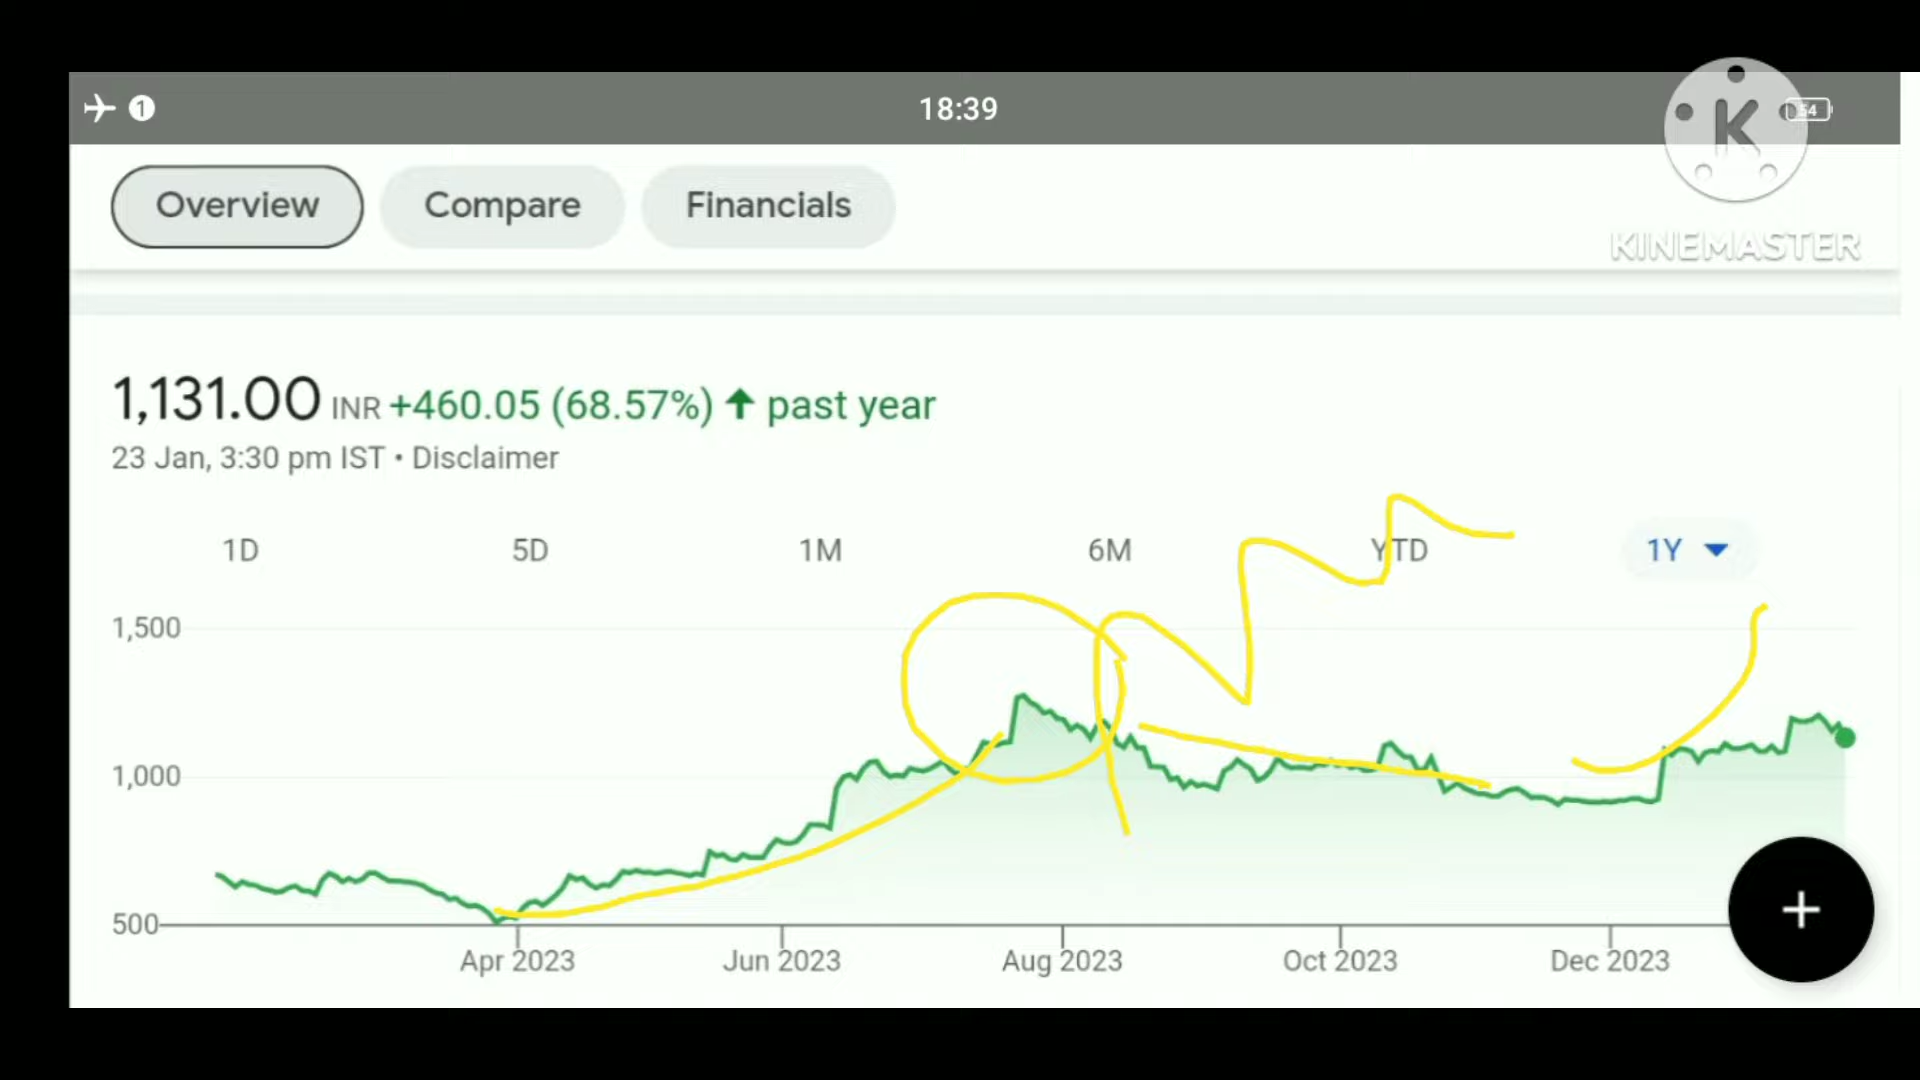 1
18:39
54
K
KINEMASTER
Overview
Compare
Financials
1,131.00 INR +460.05 (68.57%) ↑ past year
23 Jan, 3:30 pm IST • Disclaimer
1D
5D
1M
6M
YTD
1Y
1,500
1,000
500
Apr 2023
Jun 2023
Aug 2023
Oct 2023
Dec 2023
+